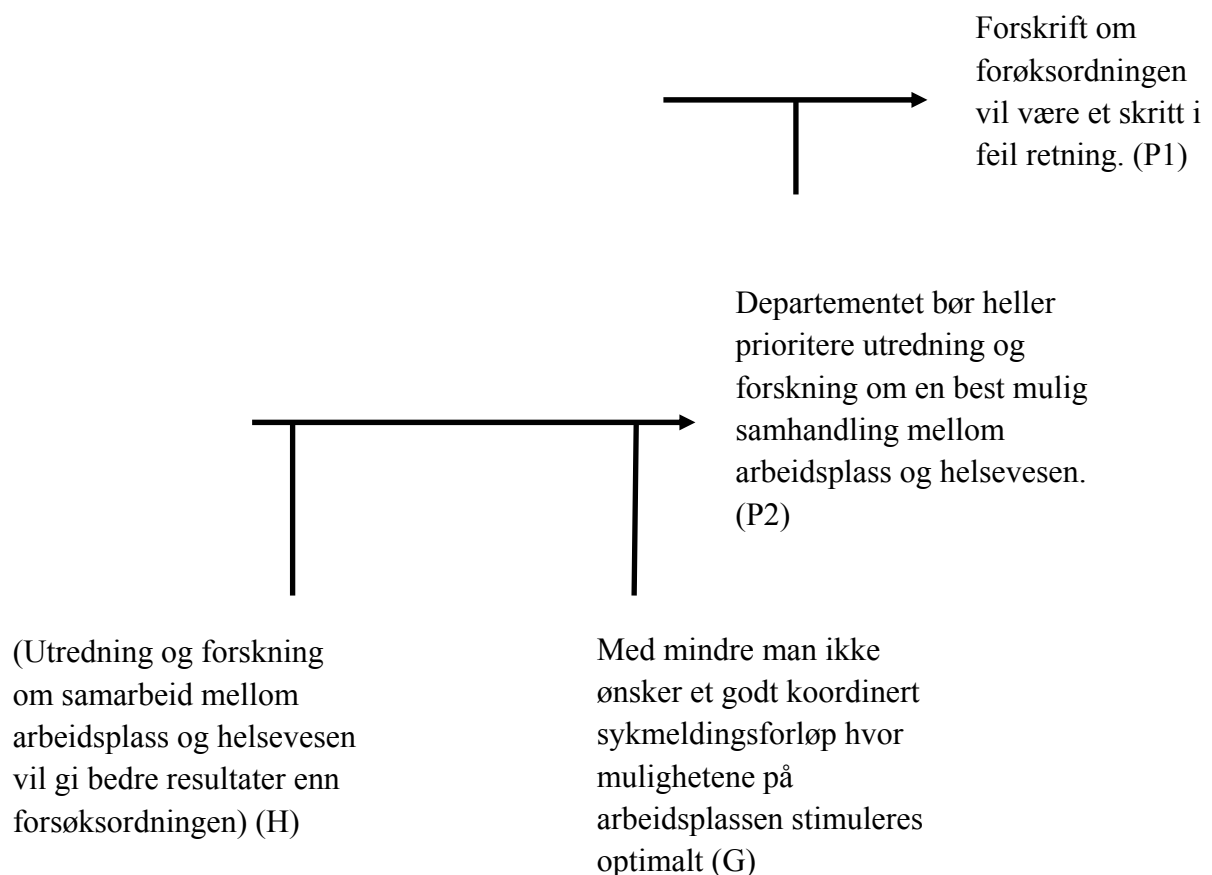 Forskrift om
forøksordningen
vil være et skritt i
feil retning. (P1)
Departementet bør heller
prioritere utredning og
forskning om en best mulig
samhandling mellom
arbeidsplass og helsevesen.
(P2)
(Utredning og forskning
om samarbeid mellom
arbeidsplass og helsevesen
vil gi bedre resultater enn
forsøksordningen) (H)
Med mindre man ikke
ønsker et godt koordinert
sykmeldingsforløp hvor
mulighetene på
arbeidsplassen stimuleres
optimalt (G)